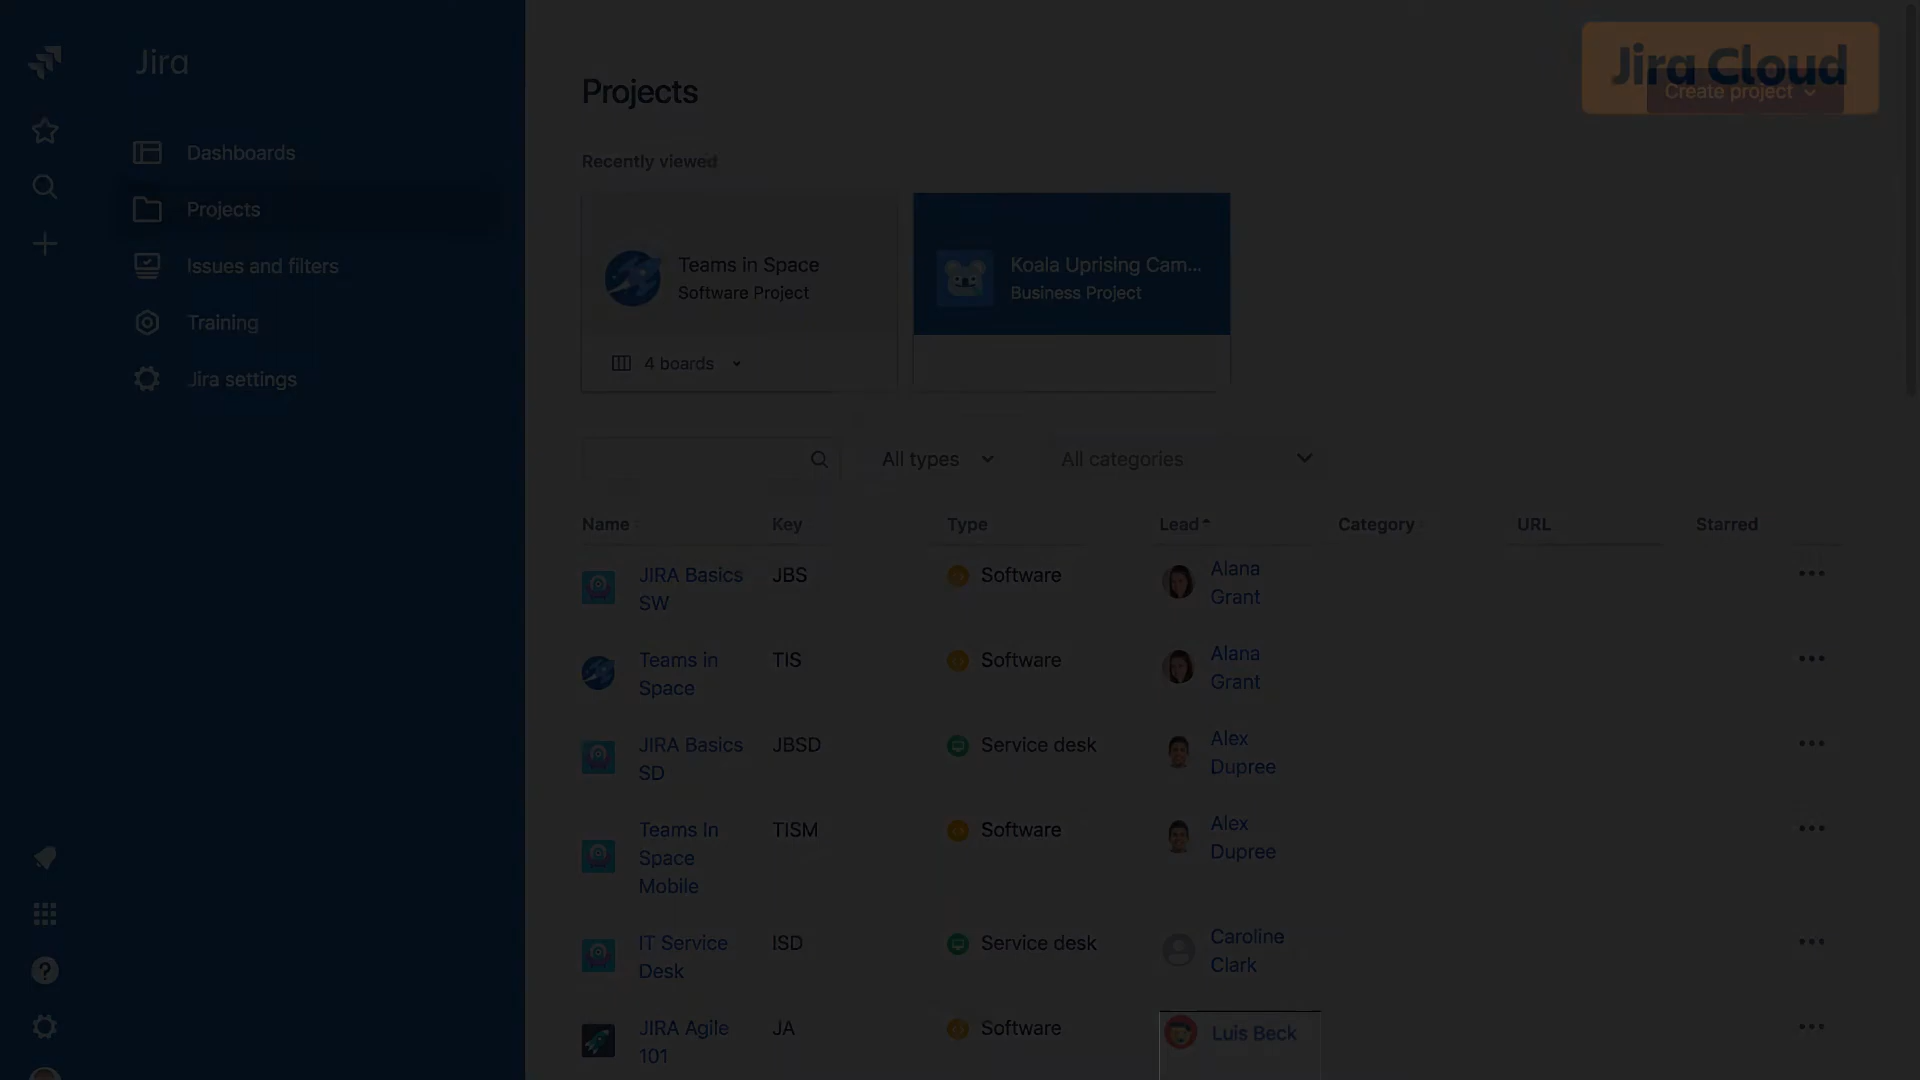 Jira
Dashboards
Projects
Issues and filters
Training
Jira settings
Projects
Jira Cloud
Create project
Recently viewed
Teams in Space
Software Project
4 boards
Koala Uprising Cam...
Business Project
All types
All categories
Name Key Type Lead Category URL Starred
JIRA Basics SW JBS Software Alana Grant
Teams in Space TIS Software Alana Grant
JIRA Basics SD JBSD Service desk Alex Dupree
Teams In Space Mobile TISM Software Alex Dupree
IT Service Desk ISD Service desk Caroline Clark
JIRA Agile 101 JA Software Luis Beck